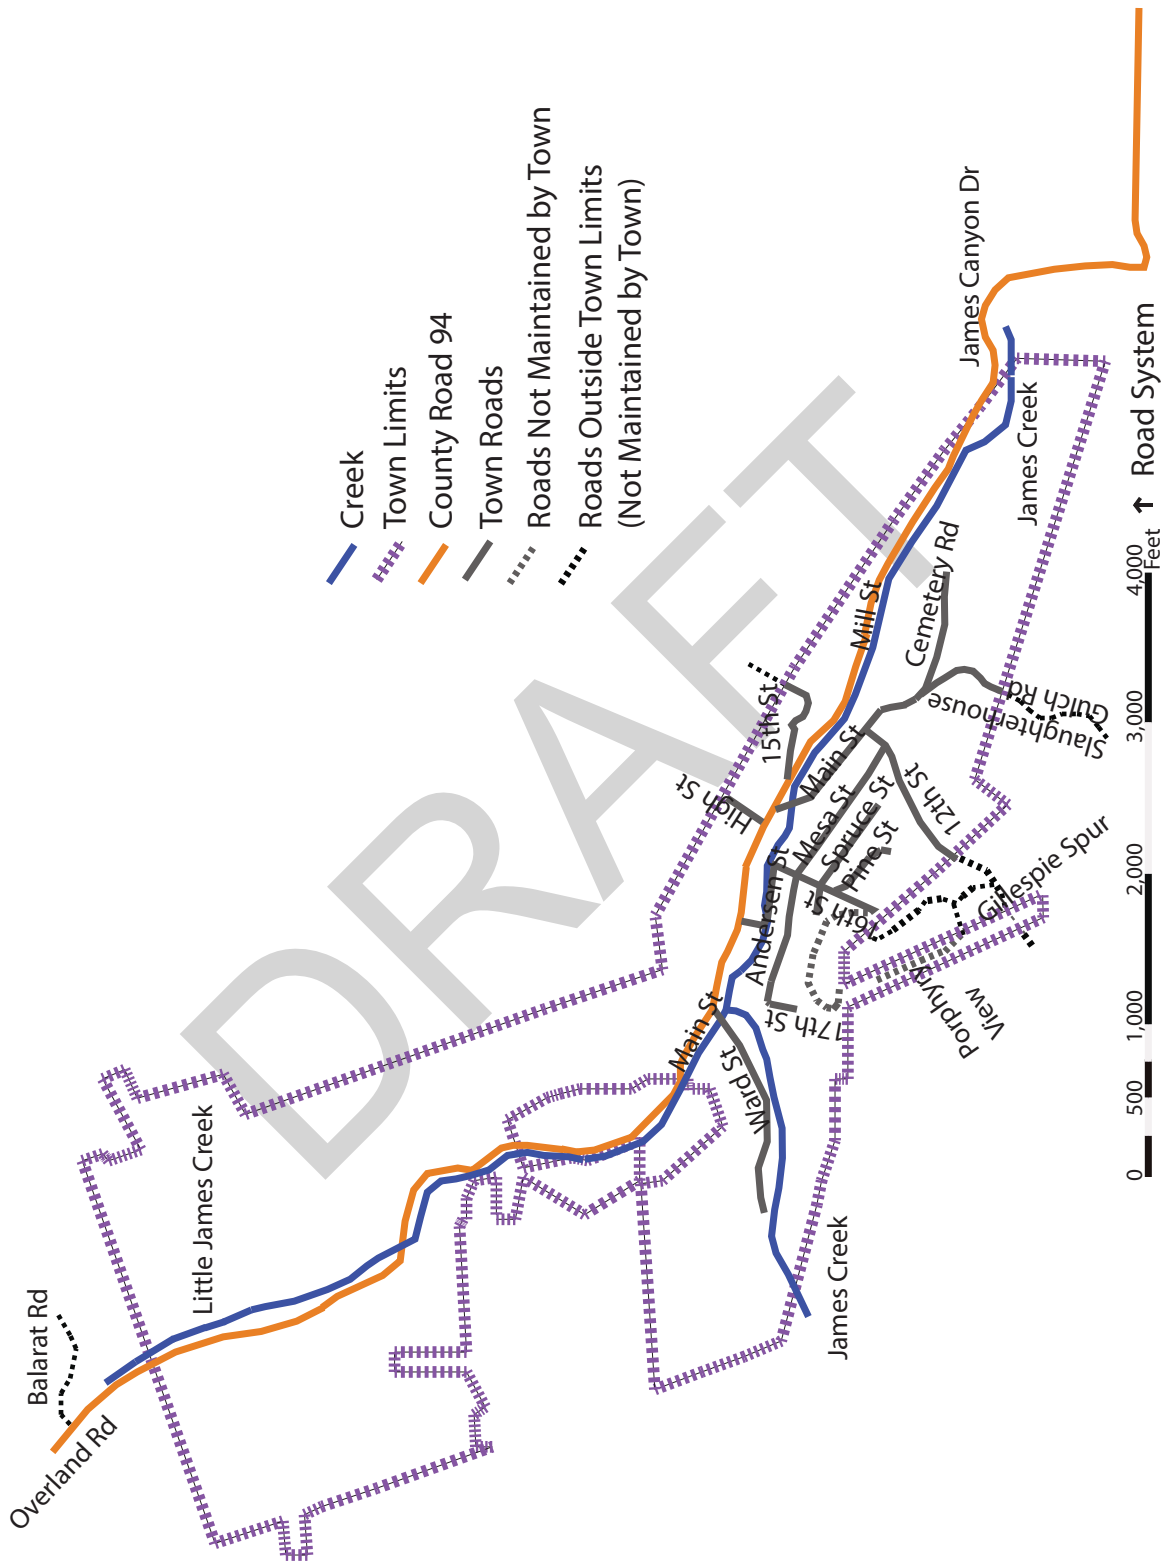 Creek
Town Limits
County Road 94
Town Roads
Roads Not Maintained by Town
Roads Outside Town Limits
(Not Maintained by Town)
DRAFT
Balarat Rd
Overland Rd
Little James Creek
High St
15th St
Mill St
James Canyon Dr
James Creek
Cemetery Rd
Main St
Main St
Andersen St
Mesa St
Spruce St
Pine St
16th St
12th St
17th St
Ward St
James Creek
Slaughterhouse
Gulch Rd
Gillespie Spur
Porphyry
View
0
500
1,000
2,000
3,000
4,000
Feet
↑ Road System